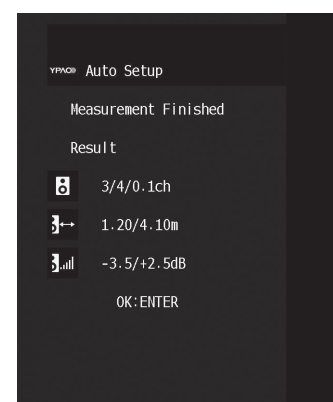 YPAO Auto Setup
Measurement Finished
Result
3/4/0.1ch
1.20/4.10m
-3.5/+2.5dB
OK:ENTER